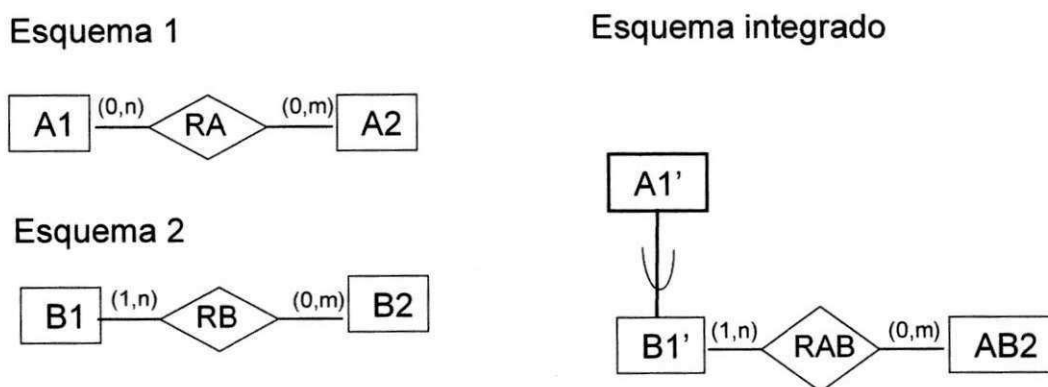 Esquema 1
A1 (0,n) RA (0,m) A2
Esquema 2
B1 (1,n) RB (0,m) B2
Esquema integrado
A1’
B1’ (1,n) RAB (0,m) AB2